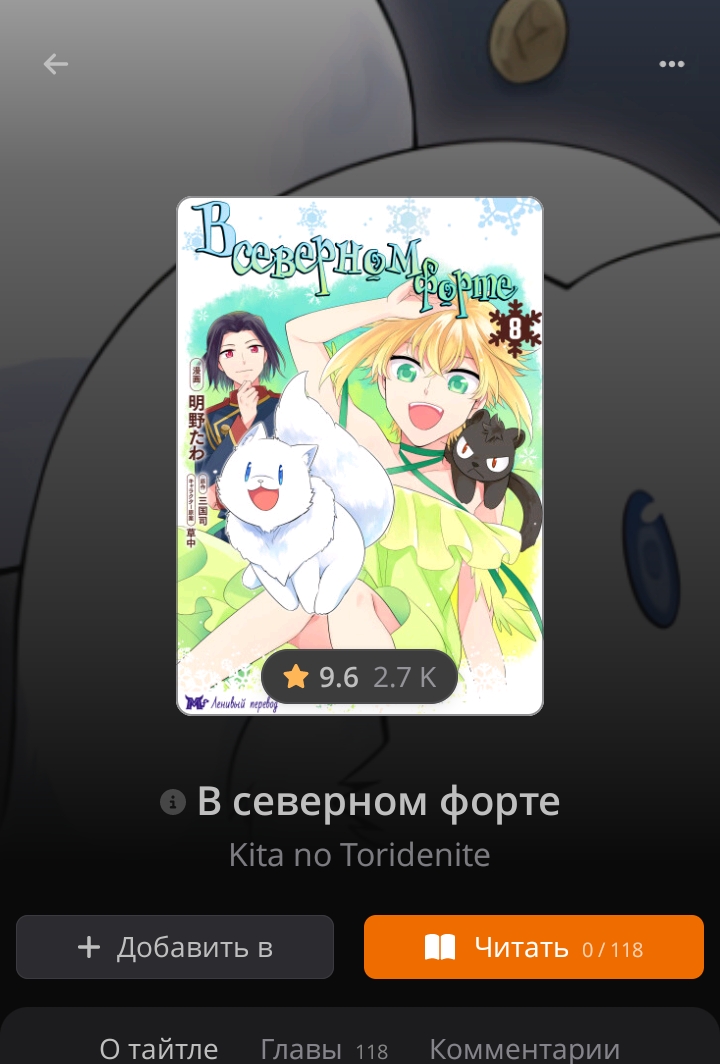 В северном форте
8
漫画
明野たわ
原作
三国司
キャラクター原案
草中
Ленивый перевод
9.6 2.7 K
В северном форте
Kita no Toridenite
Добавить в
Читать 0 / 118
О тайтле Главы 118 Комментарии